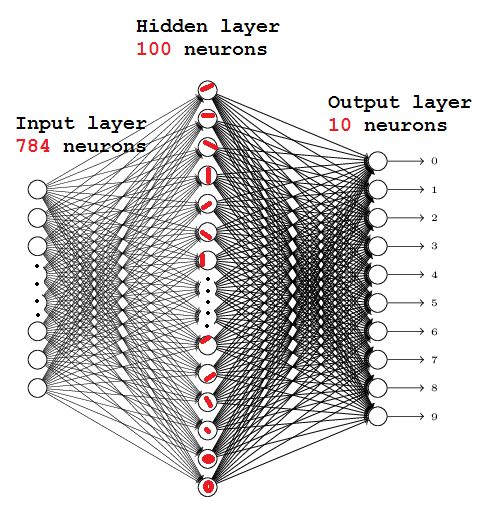 Hidden layer
100 neurons
Output layer
10 neurons
Input layer
784 neurons
0
1
2
3
4
5
6
7
8
9